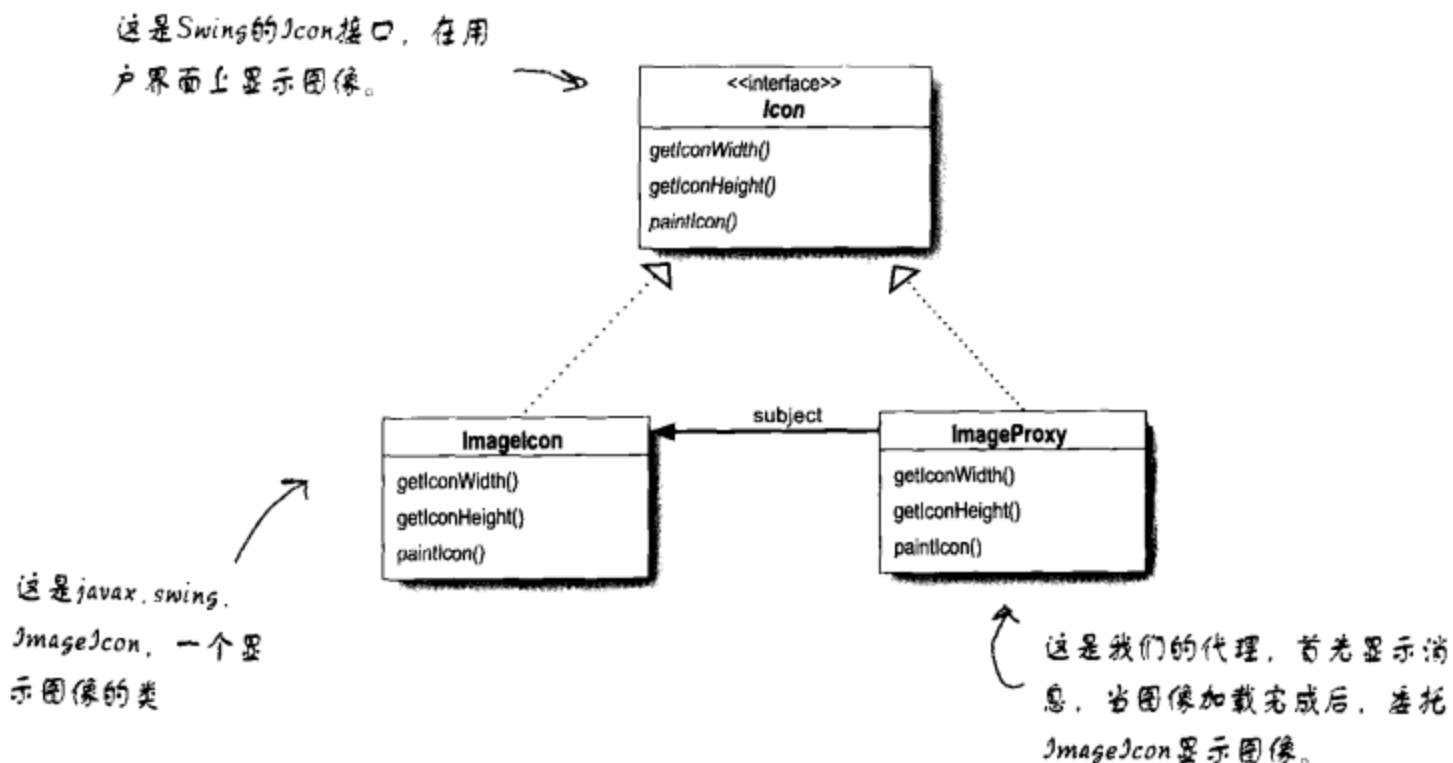 这是Swing的Icon接口，在用
户界面上显示图像。
<<interface>>
Icon
getIconWidth()
getIconHeight()
paintIcon()
subject
ImageIcon
getIconWidth()
getIconHeight()
paintIcon()
ImageProxy
getIconWidth()
getIconHeight()
paintIcon()
这是javax.swing.
ImageIcon，一个显
示图像的类
这是我们的代理，首先显示消
息，当图像加载完成后，委托
ImageIcon显示图像。